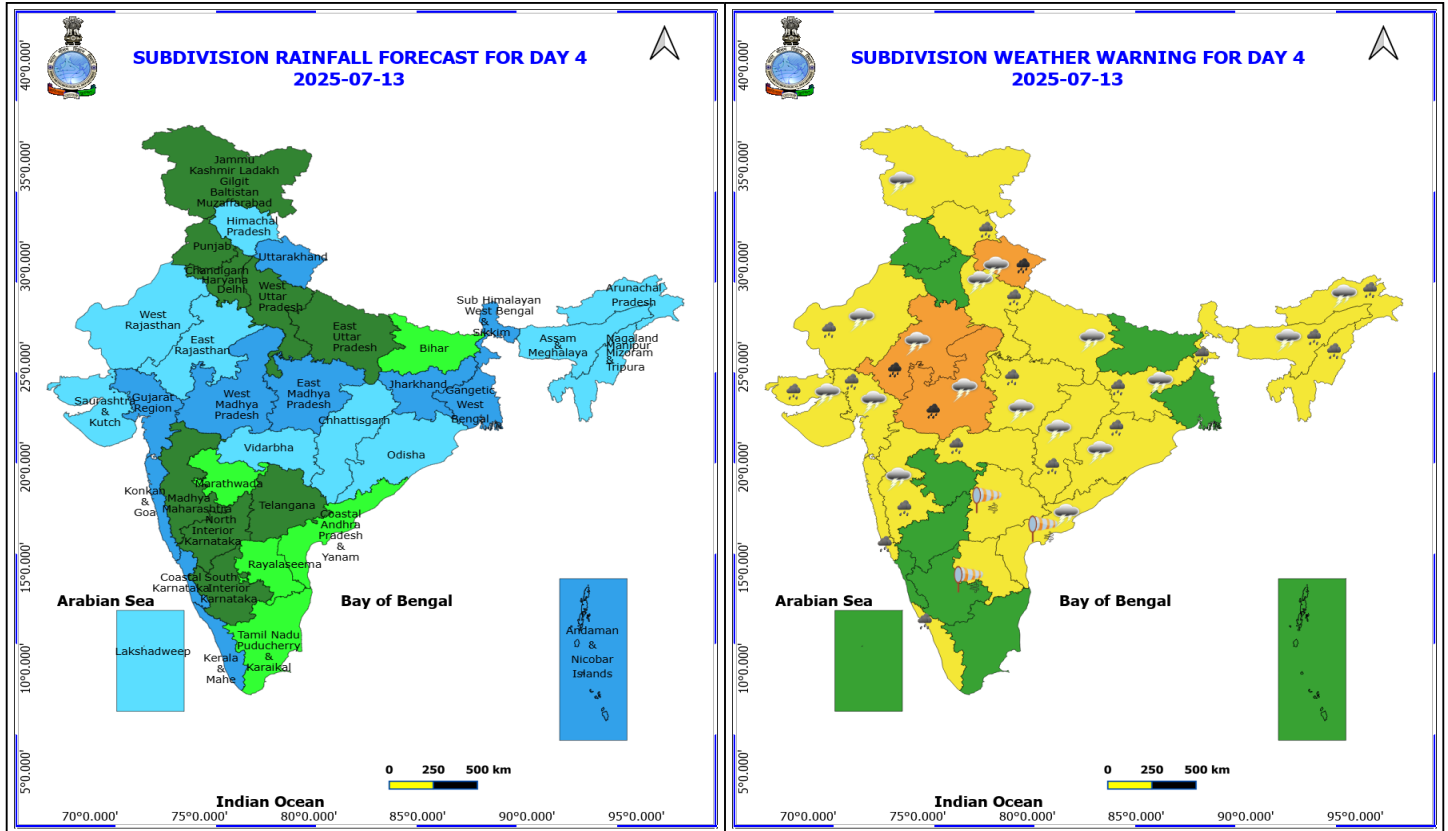 SUBDIVISION RAINFALL FORECAST FOR DAY 4
2025-07-13
40°0.000'
35°0.000'
30°0.000'
25°0.000'
20°0.000'
15°0.000'
10°0.000'
5°0.000'
Jammu
Kashmir Ladakh
Gilgit
Baltistan
Muzaffarabad
Himachal
Pradesh
Punjab
Uttarakhand
Chandigarh
Haryana
Delhi
West
Uttar
Pradesh
Arunachal
Pradesh
Sub Himalayan
West Bengal
&
Sikkim
West
Rajasthan
East
Rajasthan
East
Uttar
Pradesh
Bihar
Assam
&
Meghalaya
Nagaland
Manipur
Mizoram
&
Tripura
Saurashtra
&
Kutch
Gujarat
Region
West
Madhya
Pradesh
East
Madhya
Pradesh
Jharkhand
Gangetic
West
Bengal
Chhattisgarh
Vidarbha
Odisha
Marathwada
Konkan
&
Goa
Madhya
Maharashtra
North
Interior
Karnataka
Telangana
Coastal
Andhra
Pradesh
&
Yanam
Rayalaseema
Coastal
Karnataka
South
Interior
Karnataka
Arabian Sea
Bay of Bengal
Lakshadweep
Kerala
&
Mahe
Tamil Nadu
Puducherry
&
Karaikal
Andaman
&
Nicobar
Islands
0 250 500 km
Indian Ocean
70°0.000' 75°0.000' 80°0.000' 85°0.000' 90°0.000' 95°0.000'
SUBDIVISION WEATHER WARNING FOR DAY 4
2025-07-13
40°0.000'
35°0.000'
30°0.000'
25°0.000'
20°0.000'
15°0.000'
10°0.000'
5°0.000'
Arabian Sea
Bay of Bengal
0 250 500 km
Indian Ocean
70°0.000' 75°0.000' 80°0.000' 85°0.000' 90°0.000' 95°0.000'